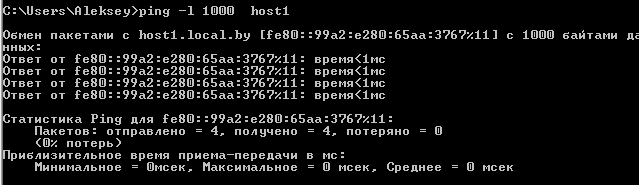 C:\Users\Aleksey>ping -l 1000  host1
Обмен пакетами с host1.local.by [fe80::99a2:e280:65aa:3767%11] с 1000 байтами да
нных:
Ответ от fe80::99a2:e280:65aa:3767%11: время<1мс
Ответ от fe80::99a2:e280:65aa:3767%11: время<1мс
Ответ от fe80::99a2:e280:65aa:3767%11: время<1мс
Ответ от fe80::99a2:e280:65aa:3767%11: время<1мс
Статистика Ping для fe80::99a2:e280:65aa:3767%11:
Пакетов: отправлено = 4, получено = 4, потеряно = 0
(0% потерь)
Приблизительное время приема-передачи в мс:
Минимальное = 0мсек, Максимальное = 0 мсек, Среднее = 0 мсек